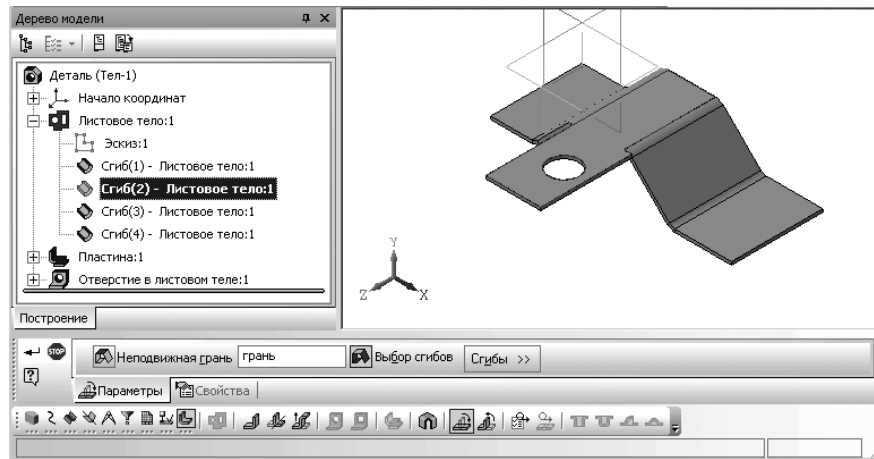 Дерево модели
Деталь (Тел-1)
Начало координат
Листовое тело:1
Эскиз:1
Сгиб(1) - Листовое тело:1
Сгиб(2) - Листовое тело:1
Сгиб(3) - Листовое тело:1
Сгиб(4) - Листовое тело:1
Пластина:1
Отверстие в листовом теле:1
Построение
Y
Z
X
STOP
Неподвижная грань
грань
Выбор сгибов
Сгибы >>
Параметры
Свойства